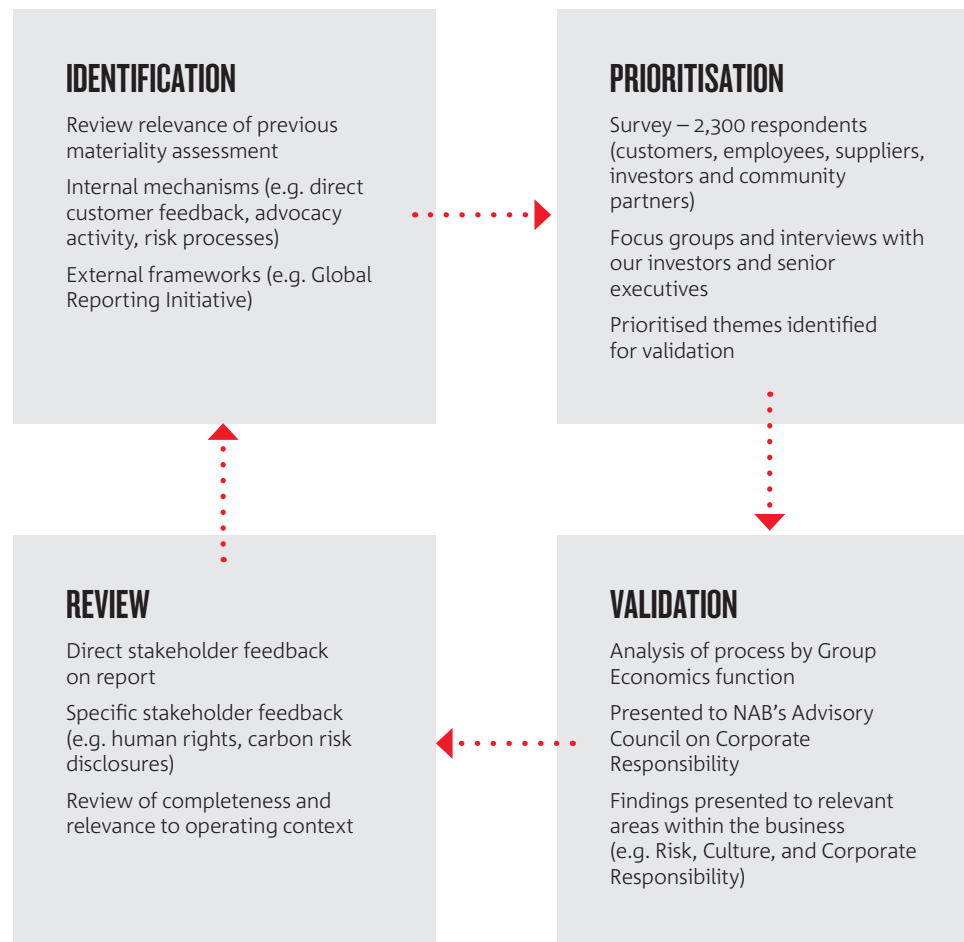 IDENTIFICATION
Review relevance of previous
materiality assessment
Internal mechanisms (e.g. direct
customer feedback, advocacy
activity, risk processes)
External frameworks (e.g. Global
Reporting Initiative)
PRIORITISATION
Survey – 2,300 respondents
(customers, employees, suppliers,
investors and community
partners)
Focus groups and interviews with
our investors and senior
executives
Prioritised themes identified
for validation
REVIEW
Direct stakeholder feedback
on report
Specific stakeholder feedback
(e.g. human rights, carbon risk
disclosures)
Review of completeness and
relevance to operating context
VALIDATION
Analysis of process by Group
Economics function
Presented to NAB's Advisory
Council on Corporate
Responsibility
Findings presented to relevant
areas within the business
(e.g. Risk, Culture, and Corporate
Responsibility)